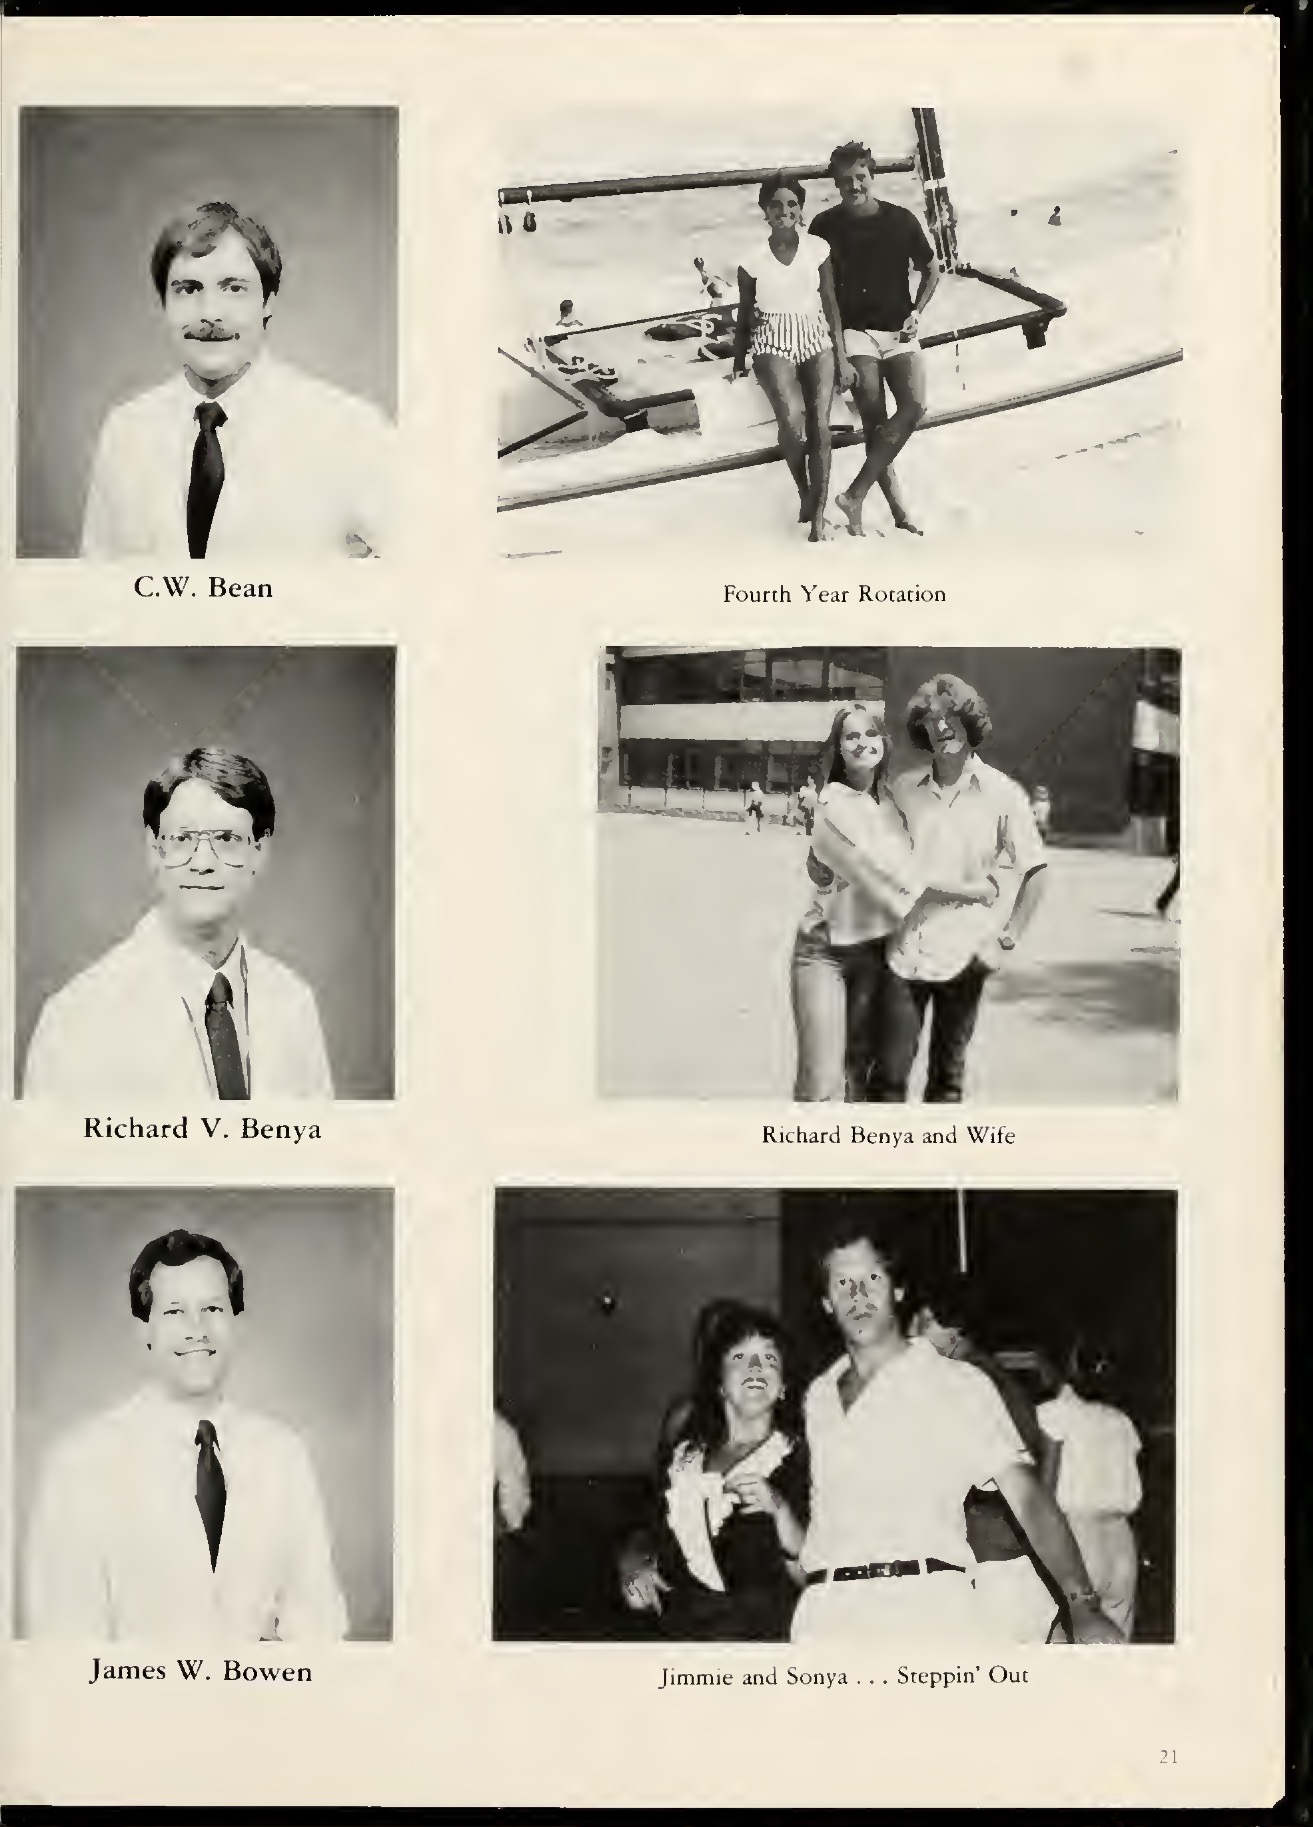 C.W. Bean
Fourth Year Rotation
Richard V. Benya
Richard Benya and Wife
James W. Bowen
Jimmie and Sonya . . . Steppin' Out
21